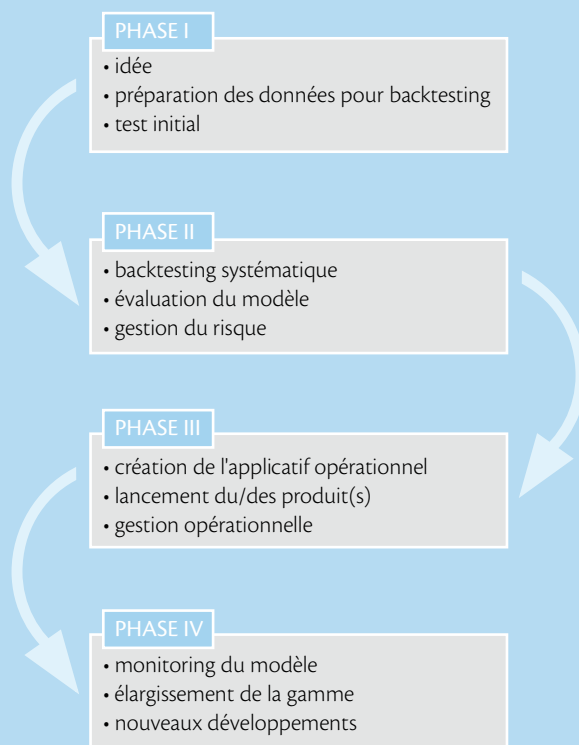 PHASE I
• idée
• préparation des données pour backtesting
• test initial
PHASE II
• backtesting systématique
• évaluation du modèle
• gestion du risque
PHASE III
• création de l'applicatif opérationnel
• lancement du/des produit(s)
• gestion opérationnelle
PHASE IV
• monitoring du modèle
• élargissement de la gamme
• nouveaux développements